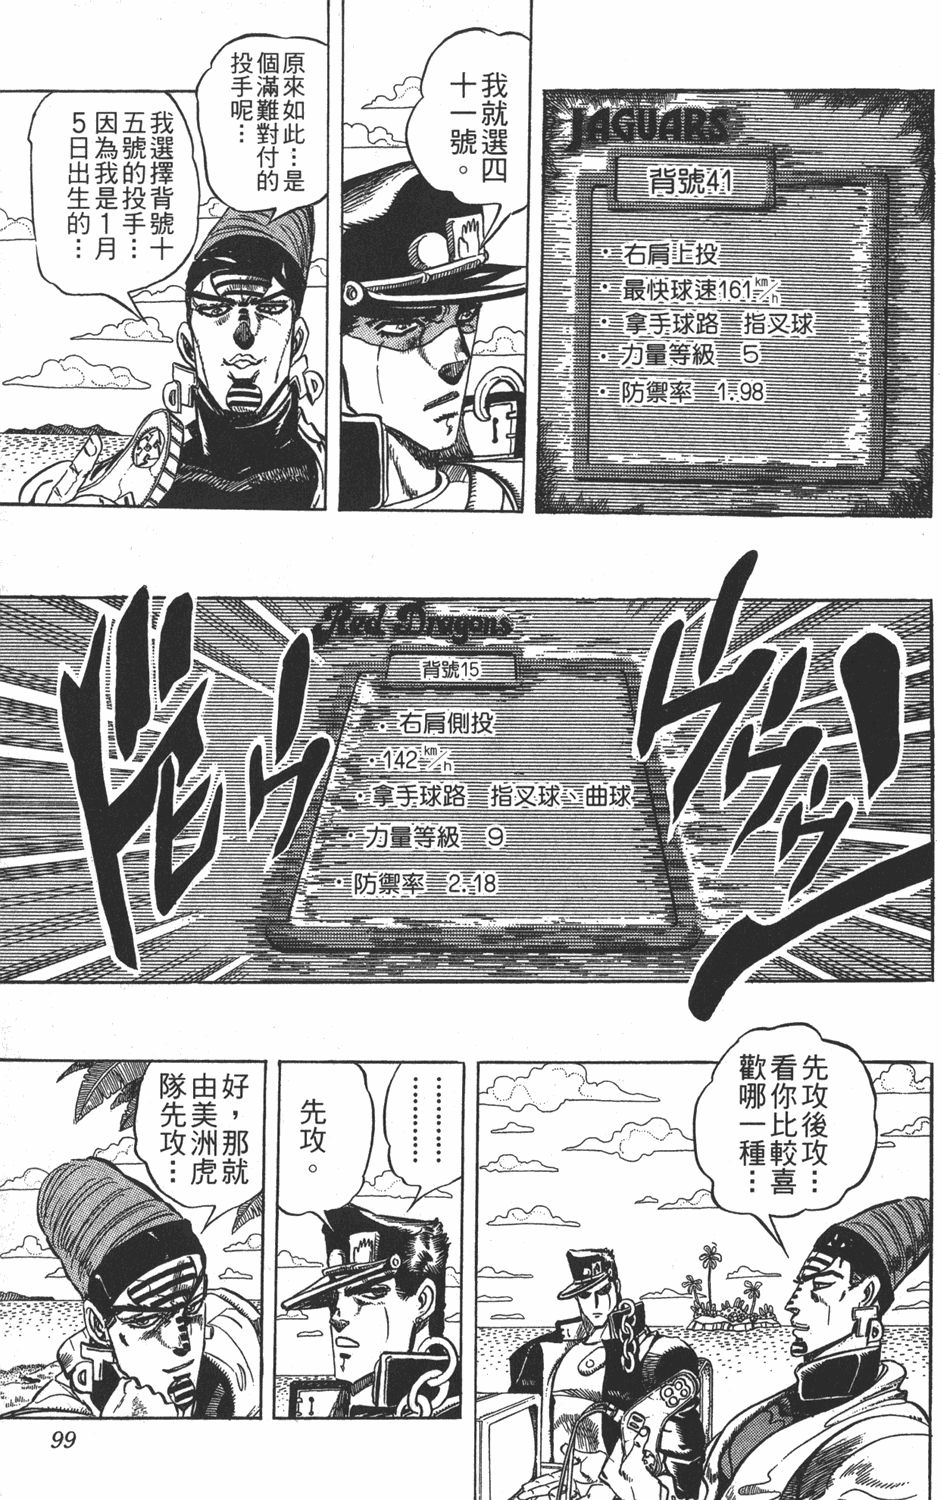 JAGUARS
背號41
・右肩上投
・最快球速161km/h
・拿手球路　指叉球
・力量等級　5
・防禦率　1.98
我就選四
十一號。
原來如此…是
個滿難對付的
投手呢…
我選擇背號十
五號的投手…
因為我是1月
5日出生的…
Red Dragons
背號15
・右肩側投
・142km/h
・拿手球路　指叉球、曲球
・力量等級　9
・防禦率　2.18
ドドドゥ
先攻後攻…
看你比較喜
歡哪一種…
…………
…………
先攻。
好，那就
由美洲虎
隊先攻…
99